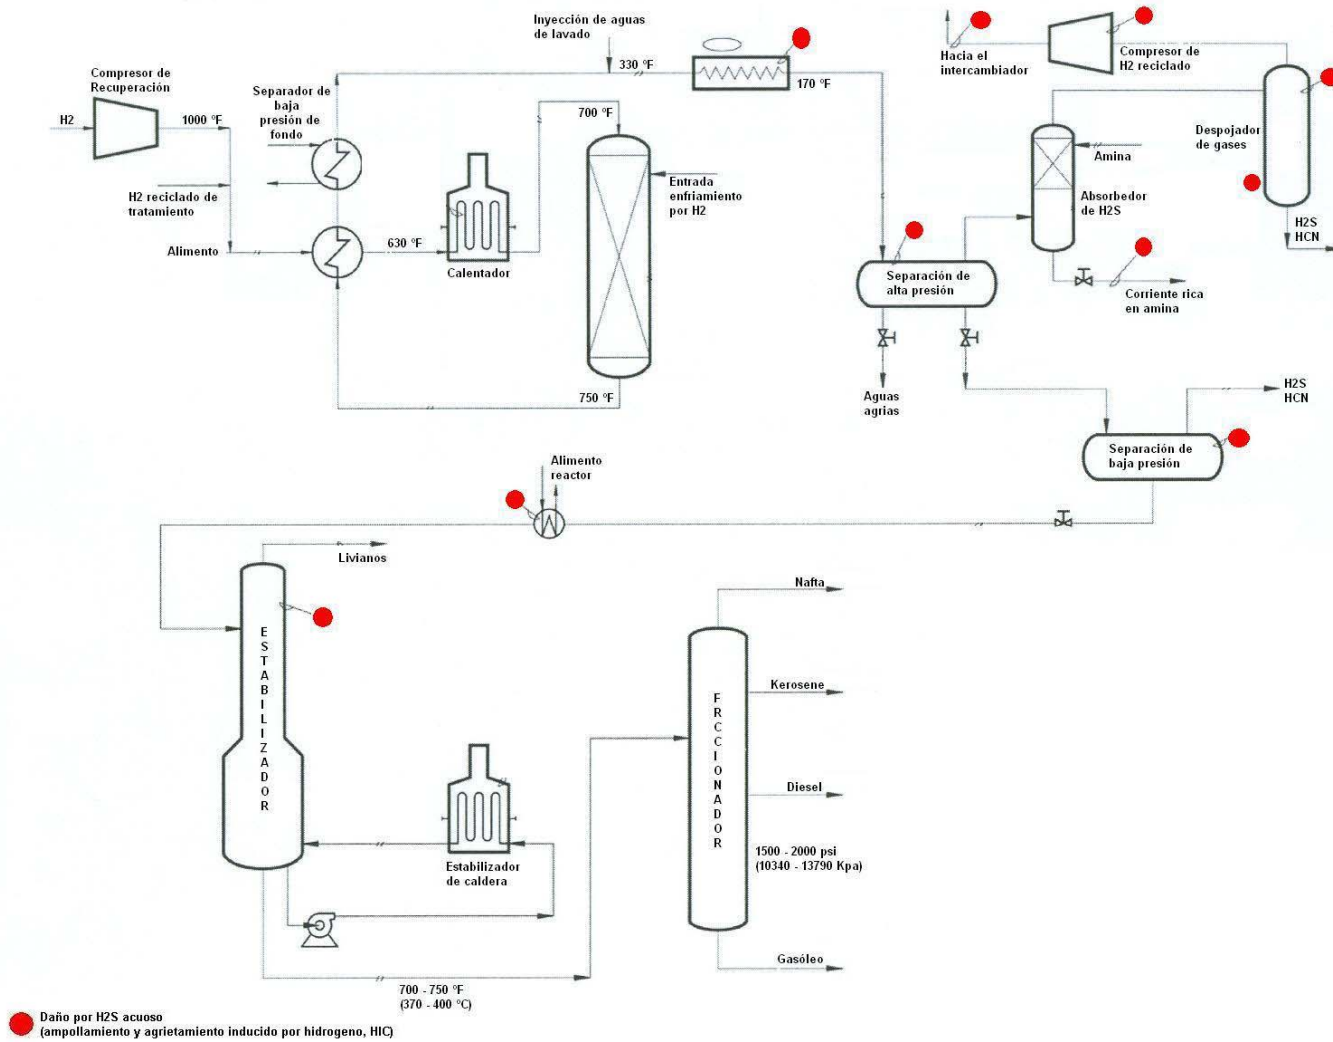 Inyección de aguas
de lavado
330 °F
170 °F
Compresor de
Recuperación
H2
1000 °F
Separador de
baja
presión de
fondo
700 °F
H2 reciclado de
tratamiento
Alimento
630 °F
Calentador
Entrada
enfriamiento
por H2
750 °F
Hacia el
intercambiador
Compresor de
H2 reciclado
Despojador
de gases
Amina
Absorbedor
de H2S
H2S
HCN
Separación de
alta presión
Corriente rica
en amina
Aguas
agrias
H2S
HCN
Separación de
baja presión
Alimento
reactor
Livianos
ESTABILIZADOR
Estabilizador
de caldera
700 - 750 °F
(370 - 400 °C)
FRCCIONADOR
Nafta
Kerosene
Diesel
1500 - 2000 psi
(10340 - 13790 Kpa)
Gasóleo
Daño por H2S acuoso
(ampollamiento y agrietamiento inducido por hidrogeno, HIC)